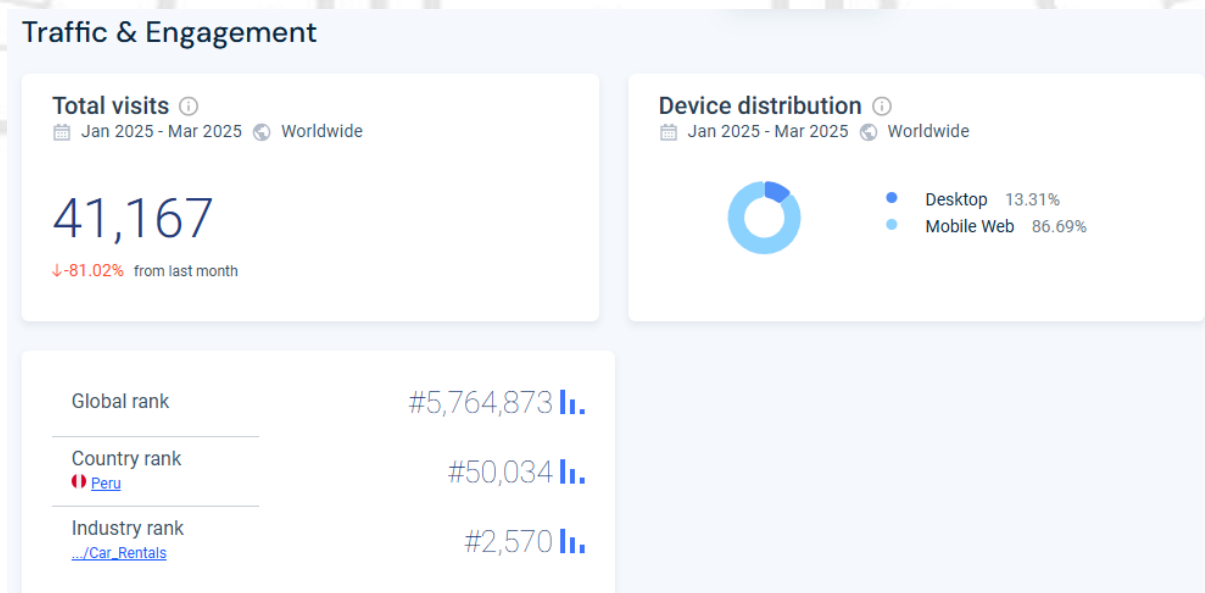 Traffic & Engagement
Total visits
Jan 2025 - Mar 2025 Worldwide
41,167
↓-81.02% from last month
Device distribution
Jan 2025 - Mar 2025 Worldwide
Desktop 13.31%
Mobile Web 86.69%
Global rank #5,764,873
Country rank #50,034
Peru
Industry rank #2,570
.../Car_Rentals